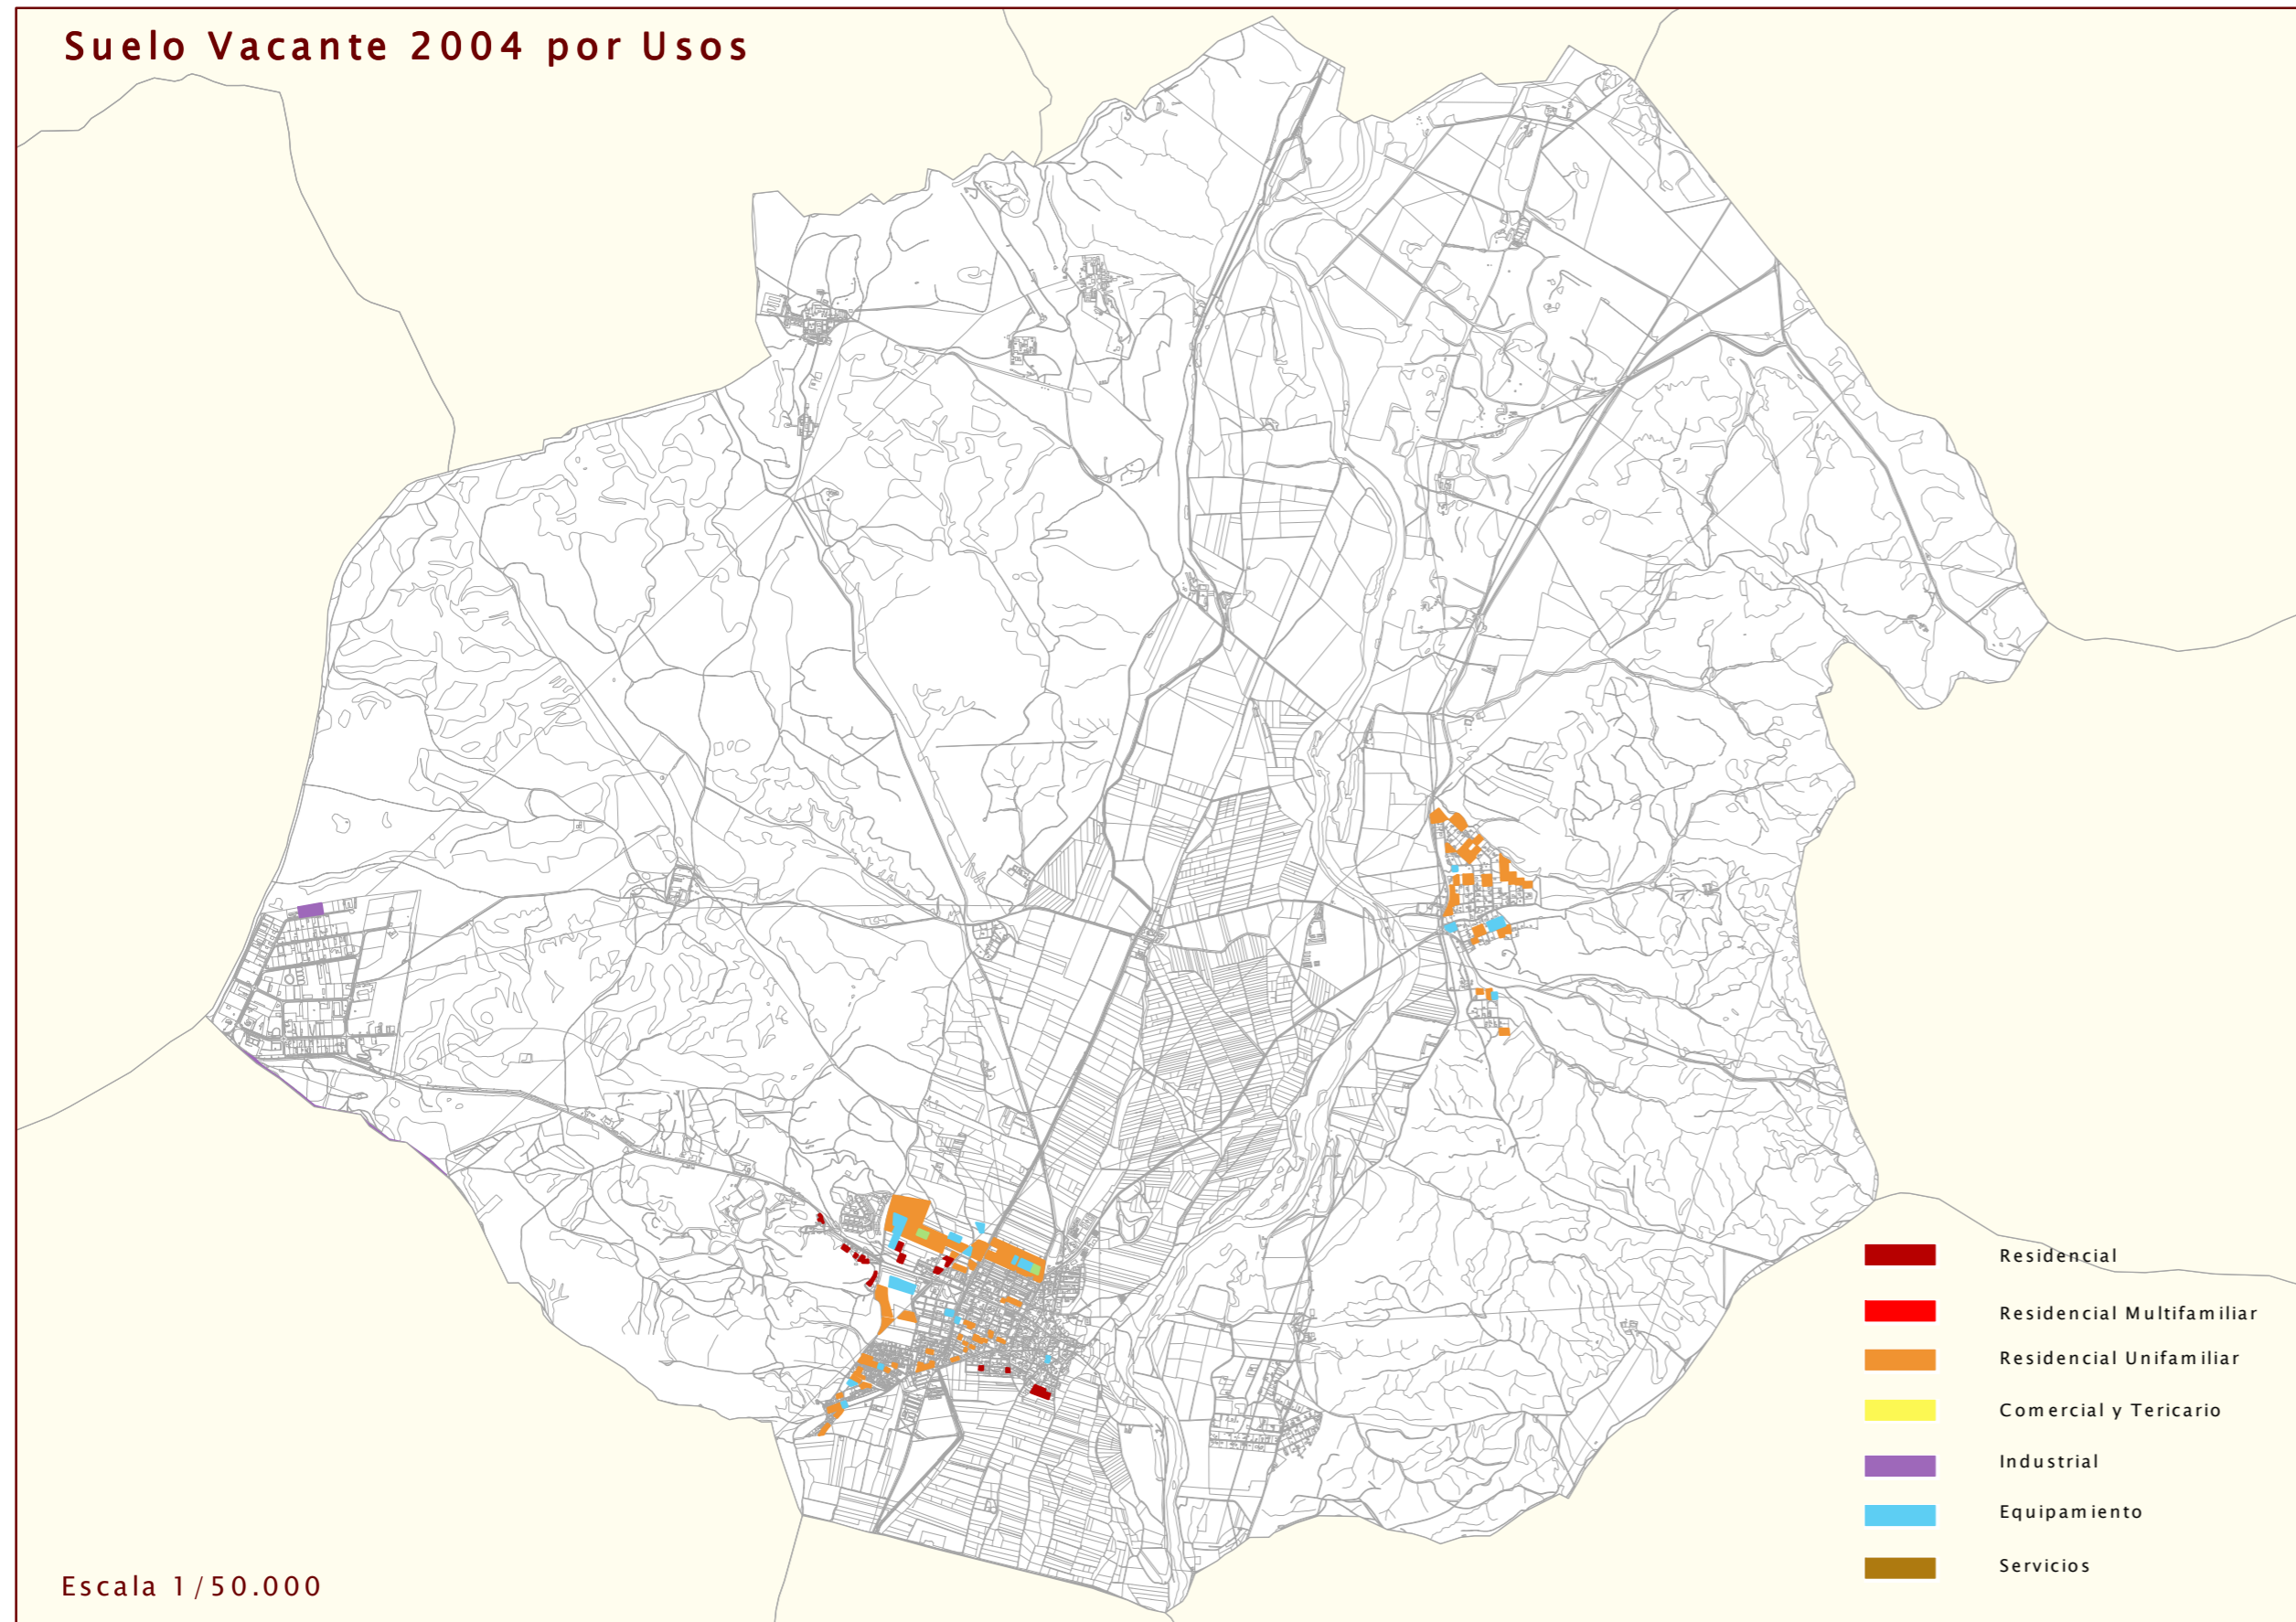 Suelo Vacante 2004 por Usos
Residencial
Residencial Multifamiliar
Residencial Unifamiliar
Comercial y Tericario
Industrial
Equipamiento
Servicios
Escala 1/50.000